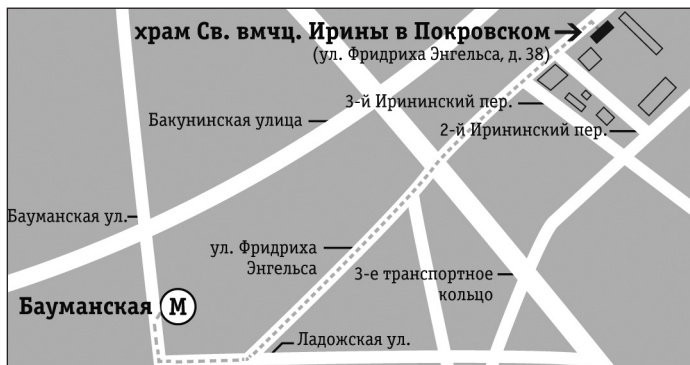 храм Св. вмчц. Ирины в Покровском
(ул. Фридриха Энгельса, д. 38)
3-й Ирининский пер.
Бакунинская улица
2-й Ирининский пер.
Бауманская ул.
ул. Фридриха
Энгельса
3-е транспортное
кольцо
Бауманская М
Ладожская ул.